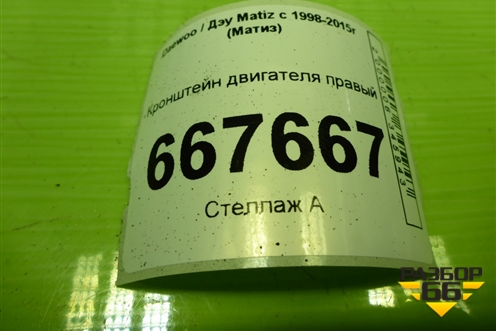 Daewoo / Дэу Matiz с 1998-2015г
(Матиз)
Кронштейн двигателя правый
667667
Стеллаж А
РАЗБОР
66